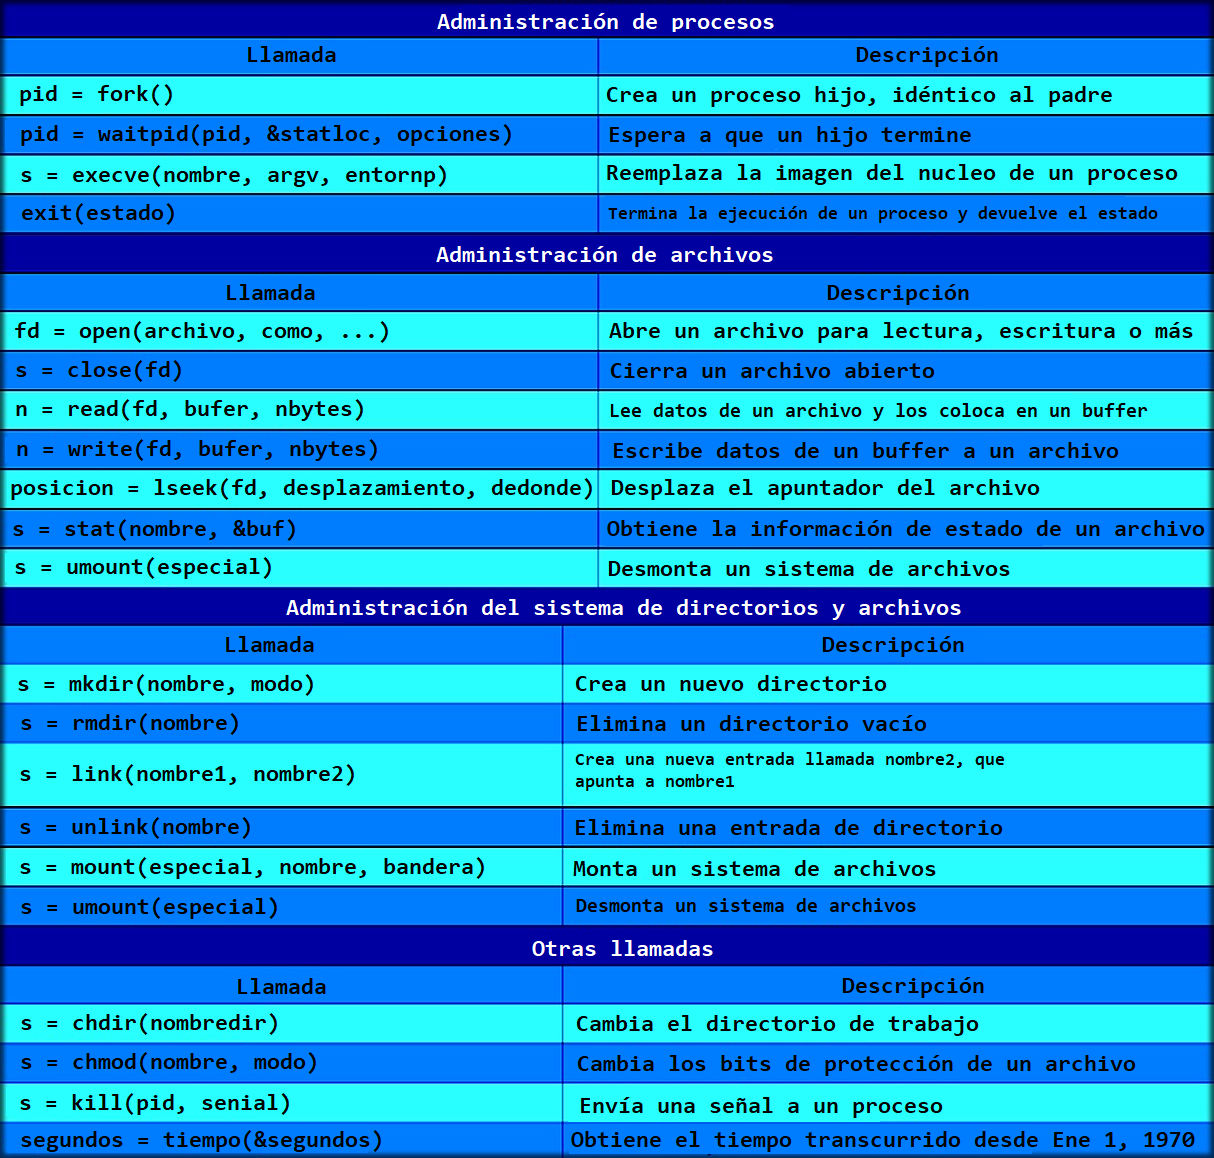 Administración de procesos
Llamada Descripción
pid = fork() Crea un proceso hijo, idéntico al padre
pid = waitpid(pid, &statloc, opciones) Espera a que un hijo termine
s = execve(nombre, argv, entornp) Reemplaza la imagen del nucleo de un proceso
exit(estado) Termina la ejecución de un proceso y devuelve el estado
Administración de archivos
Llamada Descripción
fd = open(archivo, como, ...) Abre un archivo para lectura, escritura o más
s = close(fd) Cierra un archivo abierto
n = read(fd, bufer, nbytes) Lee datos de un archivo y los coloca en un buffer
n = write(fd, bufer, nbytes) Escribe datos de un buffer a un archivo
posicion = lseek(fd, desplazamiento, dedonde) Desplaza el apuntador del archivo
s = stat(nombre, &buf) Obtiene la información de estado de un archivo
s = umount(especial) Desmonta un sistema de archivos
Administración del sistema de directorios y archivos
Llamada Descripción
s = mkdir(nombre, modo) Crea un nuevo directorio
s = rmdir(nombre) Elimina un directorio vacío
s = link(nombre1, nombre2) Crea una nueva entrada llamada nombre2, que
apunta a nombre1
s = unlink(nombre) Elimina una entrada de directorio
s = mount(especial, nombre, bandera) Monta un sistema de archivos
s = umount(especial) Desmonta un sistema de archivos
Otras llamadas
Llamada Descripción
s = chdir(nombredir) Cambia el directorio de trabajo
s = chmod(nombre, modo) Cambia los bits de protección de un archivo
s = kill(pid, senial) Envía una señal a un proceso
segundos = tiempo(&segundos) Obtiene el tiempo transcurrido desde Ene 1, 1970